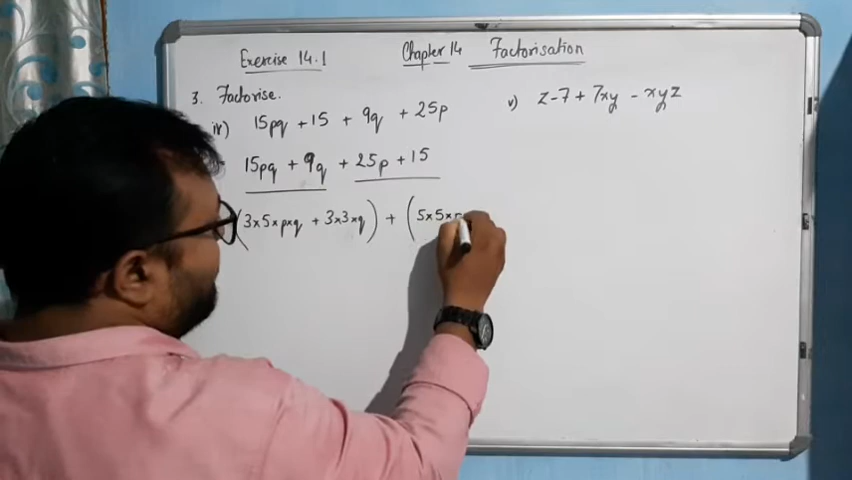 Exercise 14.1 Chapter 14 Factorisation
3. Factorise.
iv) 15pq + 15 + 9q + 25p
15pq + 9q + 25p + 15
(3×5×p×q + 3×3×q) + (5×5×
v) z - 7 + 7xy - xyz